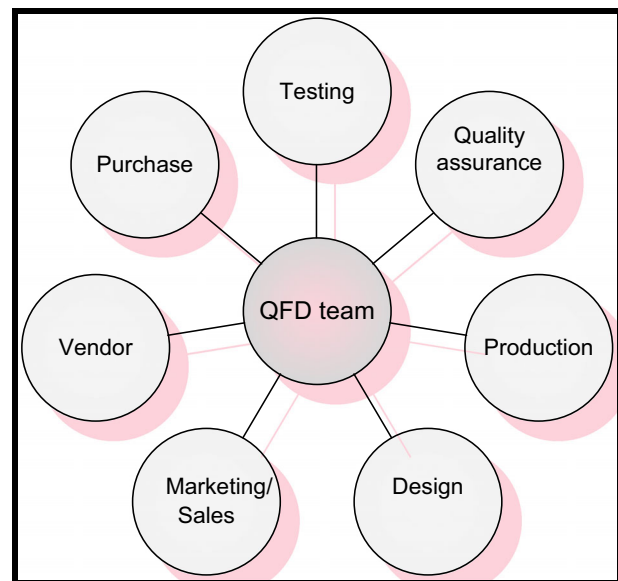 Testing
Quality
assurance
Purchase
QFD team
Vendor
Production
Marketing/
Sales
Design